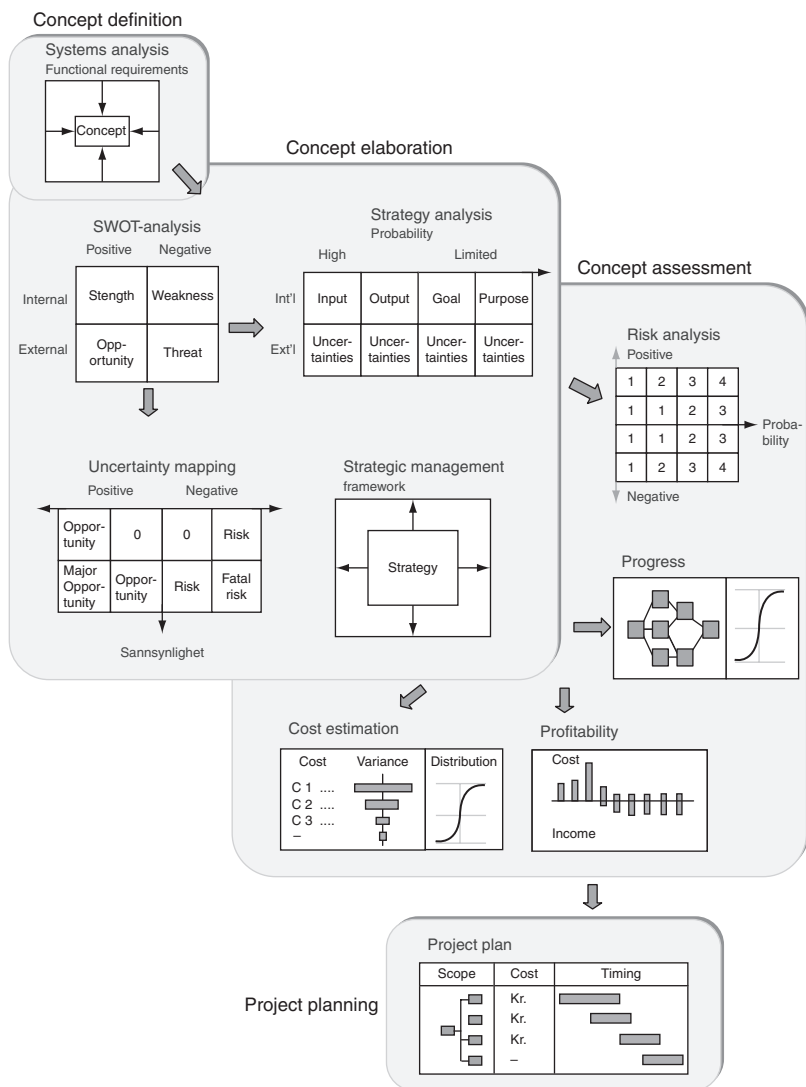 Concept definition
Systems analysis
Functional requirements
Concept
Concept elaboration
SWOT-analysis
Positive Negative
Internal Stength Weakness
External Opp-
ortunity Threat
Strategy analysis
Probability
High Limited
Int'l Input Output Goal Purpose
Ext'l Uncer- Uncer- Uncer- Uncer-
tainties tainties tainties tainties
Uncertainty mapping
Positive Negative
Oppor-
tunity 0 0 Risk
Major
Opportu-
nity Oppor-
tunity Risk Fatal
risk
Sannsynlighet
Strategic management
framework
Strategy
Concept assessment
Risk analysis
Positive
1 2 3 4
1 1 2 3
1 1 2 3
1 2 3 4
Proba-
bility
Negative
Progress
Cost estimation
Cost Variance Distribution
C 1 ....
C 2 ....
C 3 ....
–
Profitability
Cost
Income
Project planning
Project plan
Scope Cost Timing
Kr.
Kr.
Kr.
–